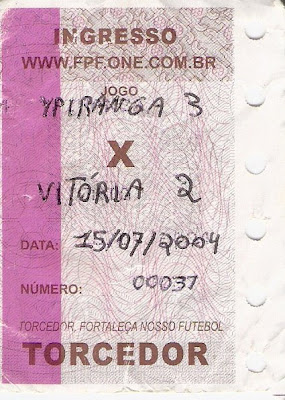 INGRESSO
WWW.FPF.ONE.COM.BR
JOGO
YPIRANGA 3
X
VITÓRIA 2
DATA: 15/07/2004
NÚMERO: 00037
TORCEDOR, FORTALEÇA NOSSO FUTEBOL
TORCEDOR